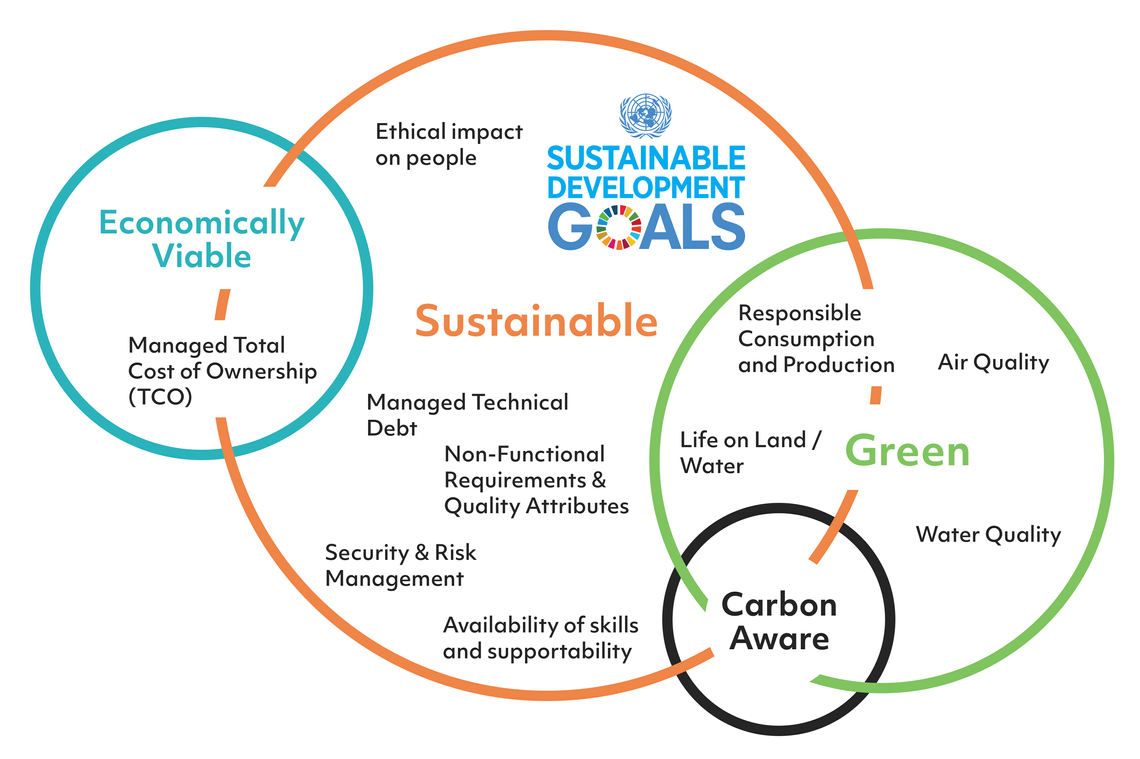 Ethical impact
on people
SUSTAINABLE
DEVELOPMENT
GOALS
Economically
Viable
Managed Total
Cost of Ownership
(TCO)
Sustainable
Responsible
Consumption
and Production
Air Quality
Managed Technical
Debt
Non-Functional
Requirements &
Quality Attributes
Life on Land /
Water
Green
Water Quality
Security & Risk
Management
Availability of skills
and supportability
Carbon
Aware